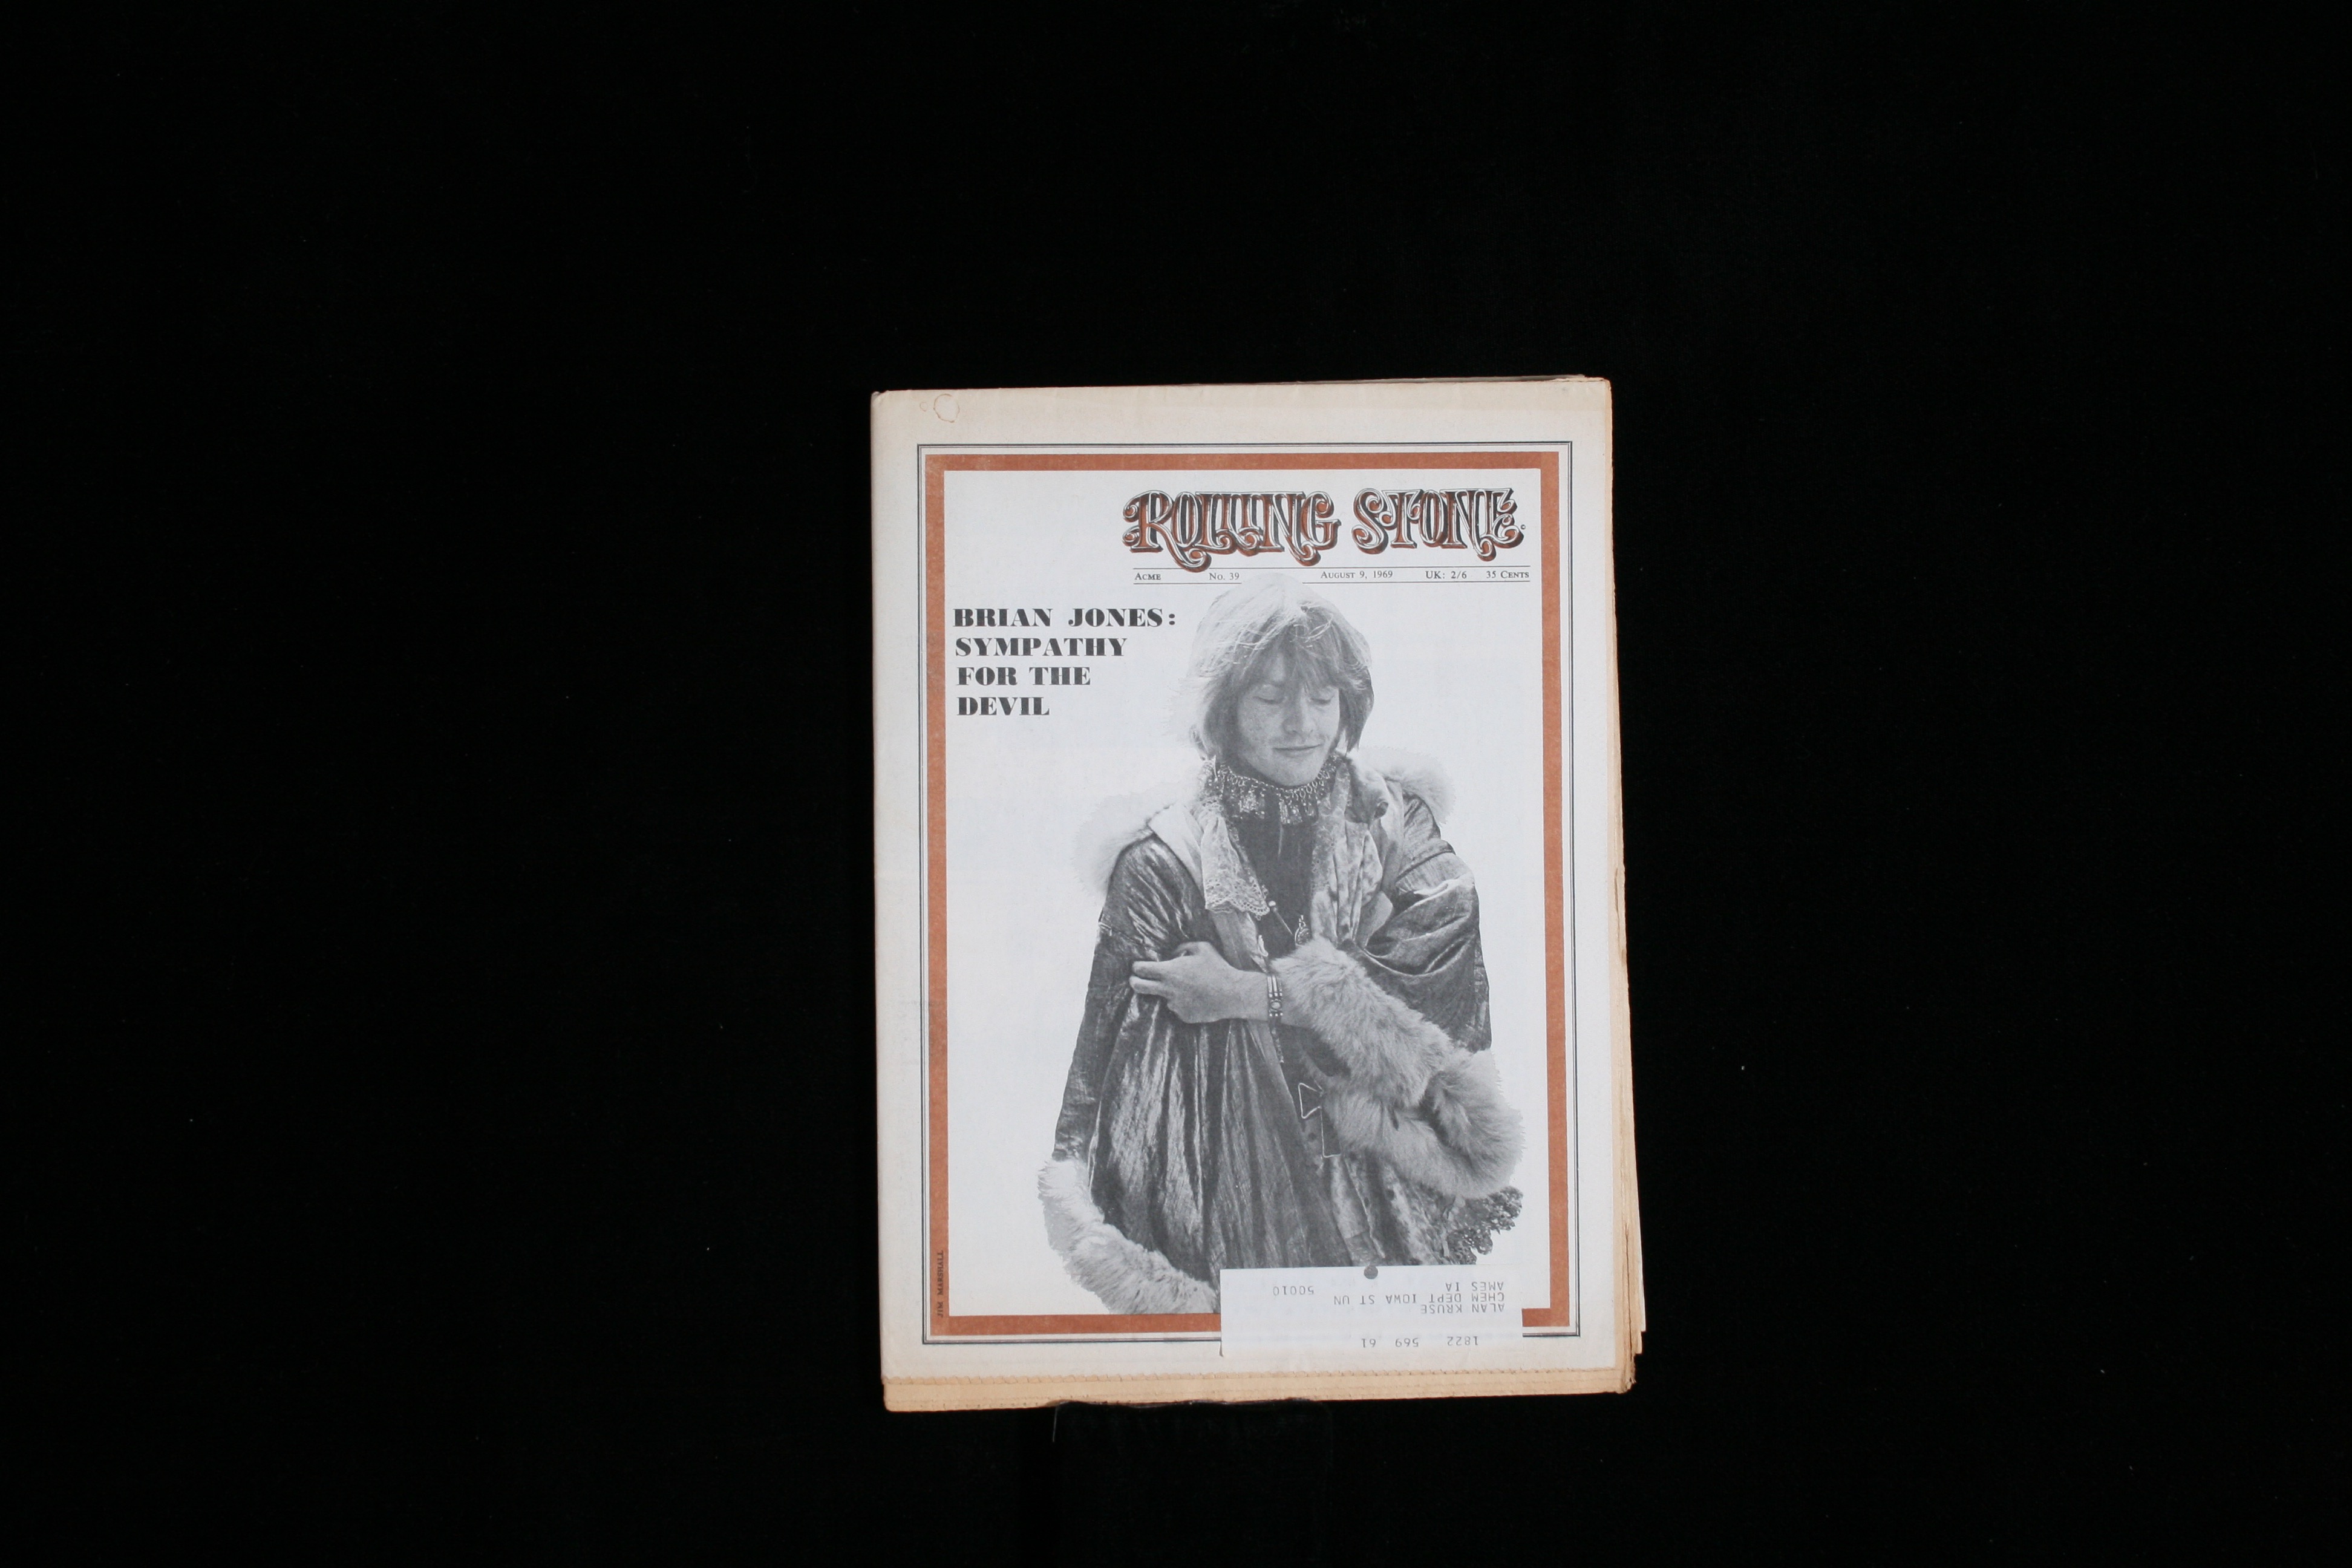 ROLLING STONE
ACME No. 39 AUGUST 9, 1969 UK: 2/6 35 CENTS
BRIAN JONES:
SYMPATHY
FOR THE
DEVIL
JIM MARSHALL
1822 569 61
ALAN KRUSE
CHEM DEPT IOWA ST UN
AMES IA 50010